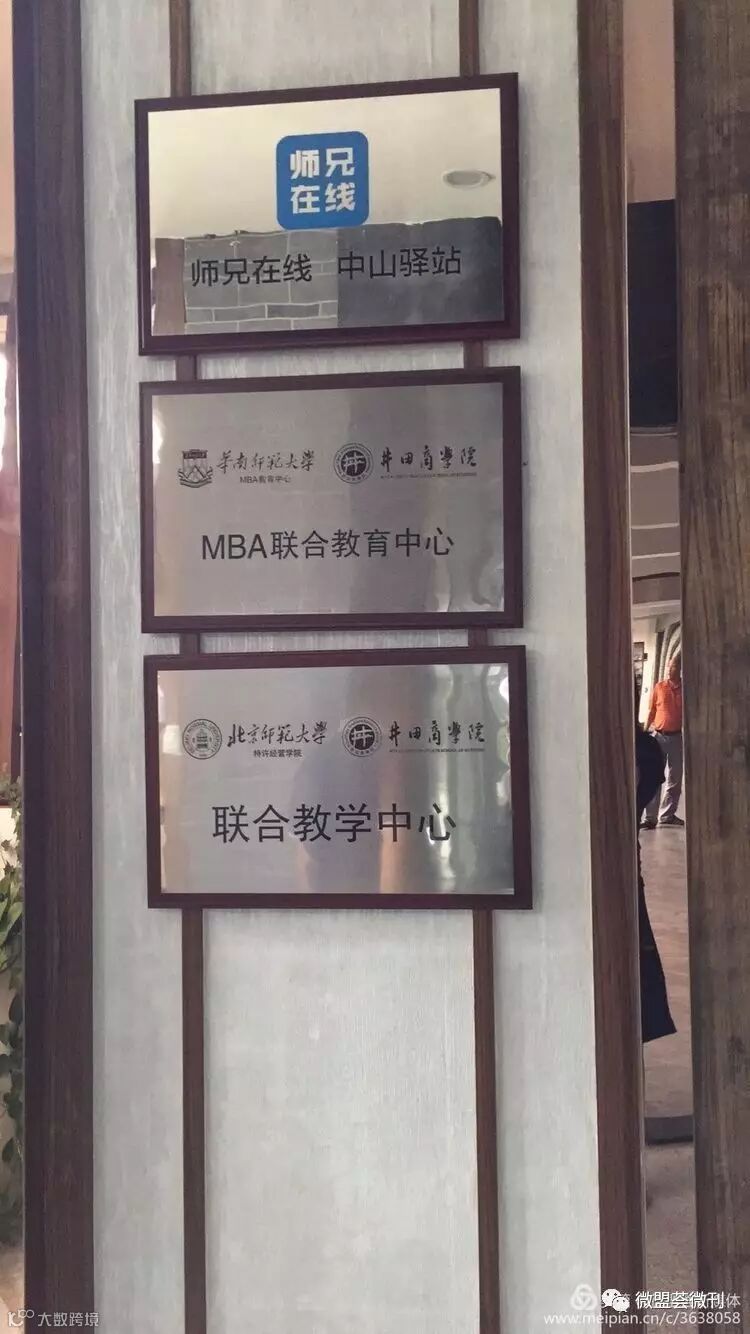 师兄
在线
师兄在线 中山驿站
华南师范大学 井田商学院
MBA教育中心
MBA联合教育中心
北京师范大学 井田商学院
特许经营学院
联合教学中心
微盟荟微刊
www.meipian.cn/c/3638058
大数跨境